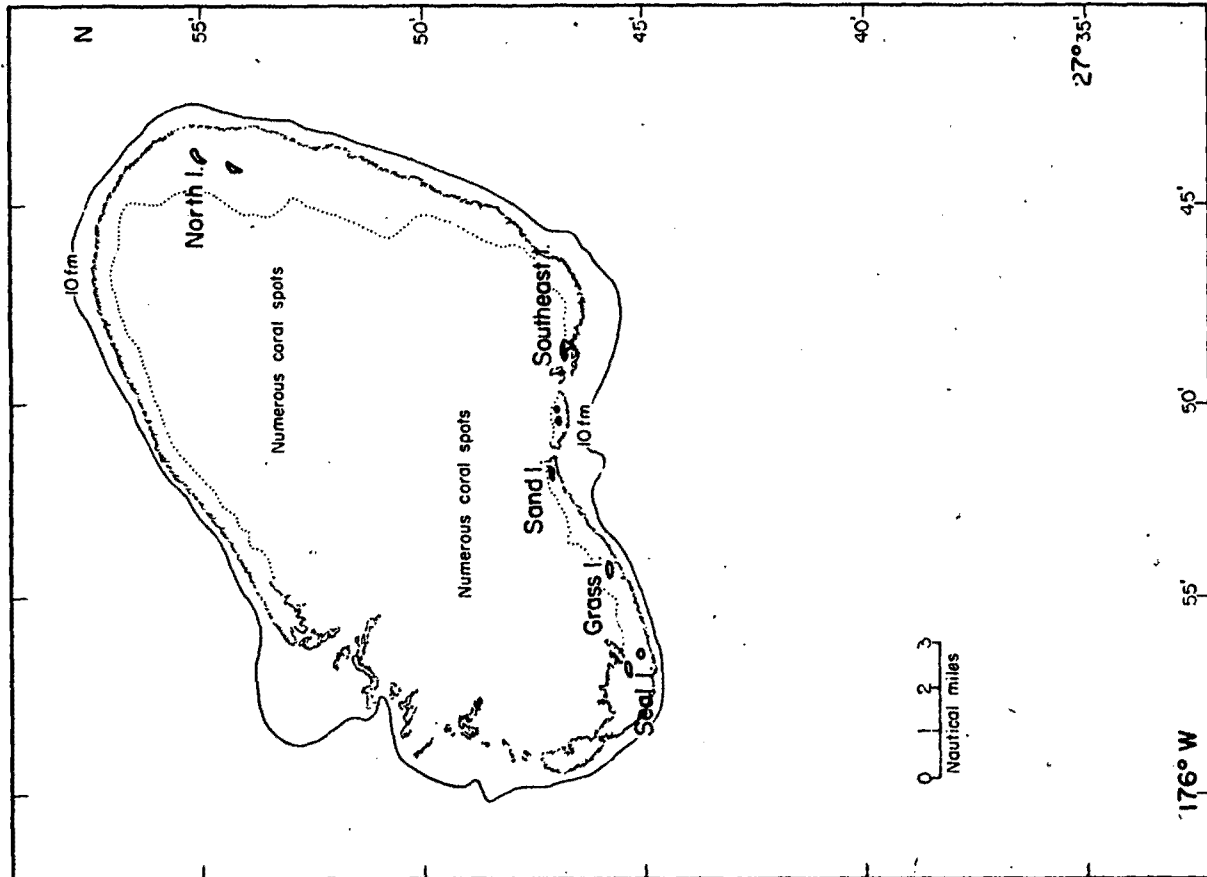 10 fm
N
North I.
55'
Numerous coral spots
50'
Numerous coral spots
Sand I.
Southeast I.
10 fm
Grass I.
Seal I.
45'
40'
0 1 2 3
Nautical miles
27° 35'
176° W 55' 50' 45'